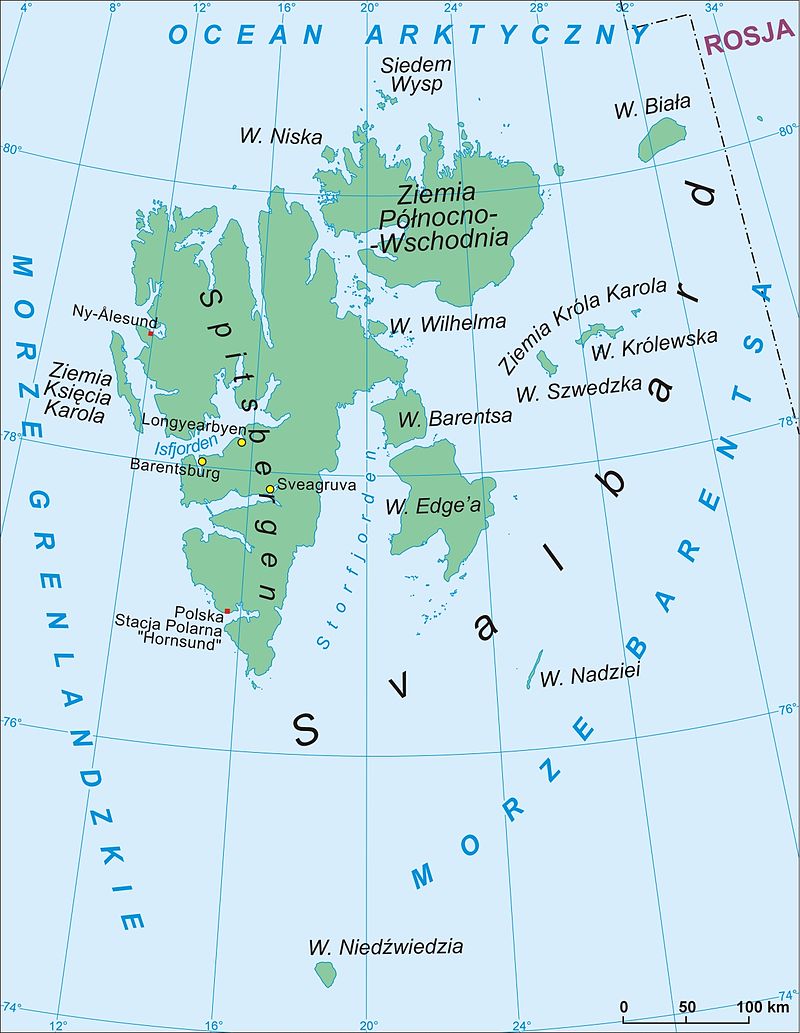 4°
8°
12°
16°
20°
24°
28°
32°
34°
OCEAN ARKTYCZNY
ROSJA
Siedem
Wysp
W. Biała
W. Niska
80°
80°
Ziemia
Północno-
-Wschodnia
Svalbard
MORZE GRENLANDZKIE
MORZE BARENTSA
Spitsbergen
Ny-Ålesund
W. Wilhelma
Ziemia Króla Karola
W. Królewska
W. Szwedzka
Ziemia
Księcia
Karola
W. Barentsa
Longyearbyen
Isfjorden
Barentsburg
78°
78°
Sveagruva
W. Edge'a
Storfjorden
Polska
Stacja Polarna
"Hornsund"
W. Nadziei
76°
76°
W. Niedźwiedzia
74°
74°
12°
16°
20°
24°
0 50 100 km